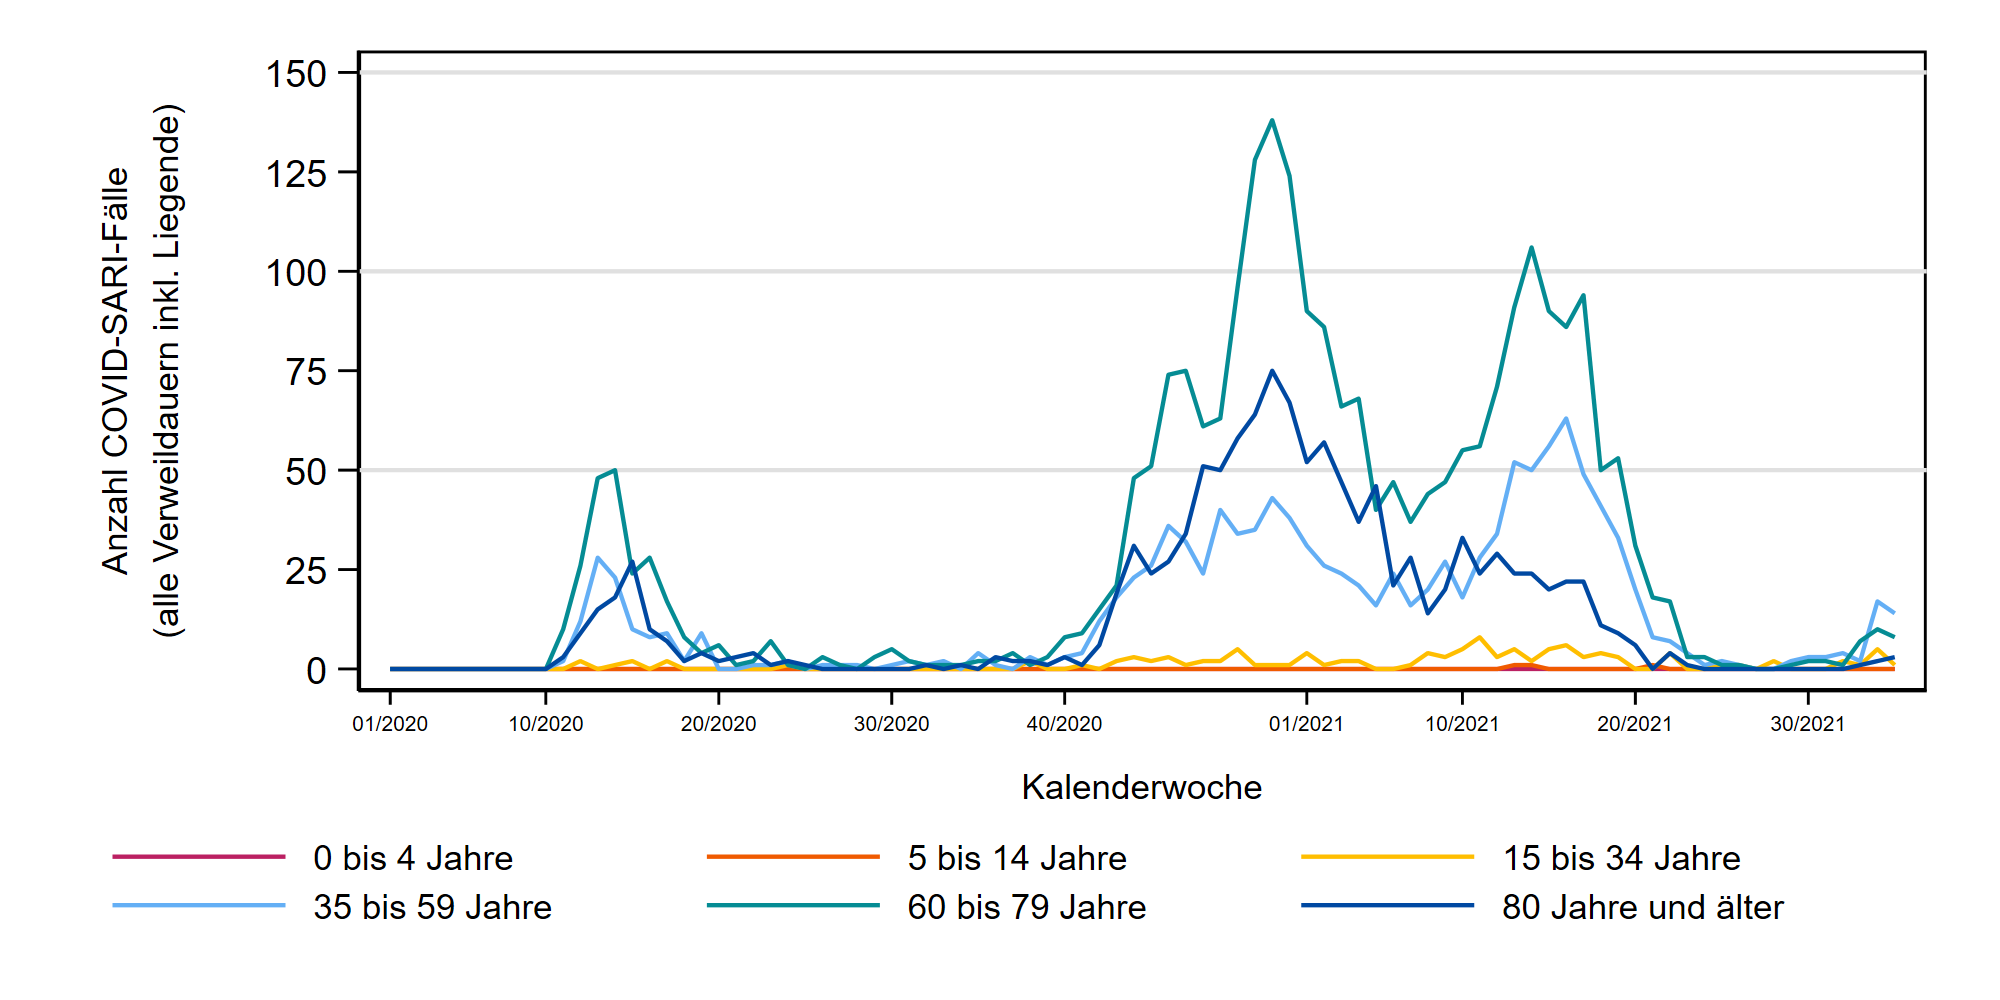 Anzahl COVID-SARI-Fälle
(alle Verweildauern inkl. Liegende)
150
125
100
75
50
25
0
01/2020 10/2020 20/2020 30/2020 40/2020 01/2021 10/2021 20/2021 30/2021
Kalenderwoche
0 bis 4 Jahre 5 bis 14 Jahre 15 bis 34 Jahre
35 bis 59 Jahre 60 bis 79 Jahre 80 Jahre und älter